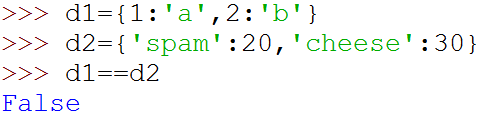 >>> d1={1:'a',2:'b'}
>>> d2={'spam':20,'cheese':30}
>>> d1==d2
False